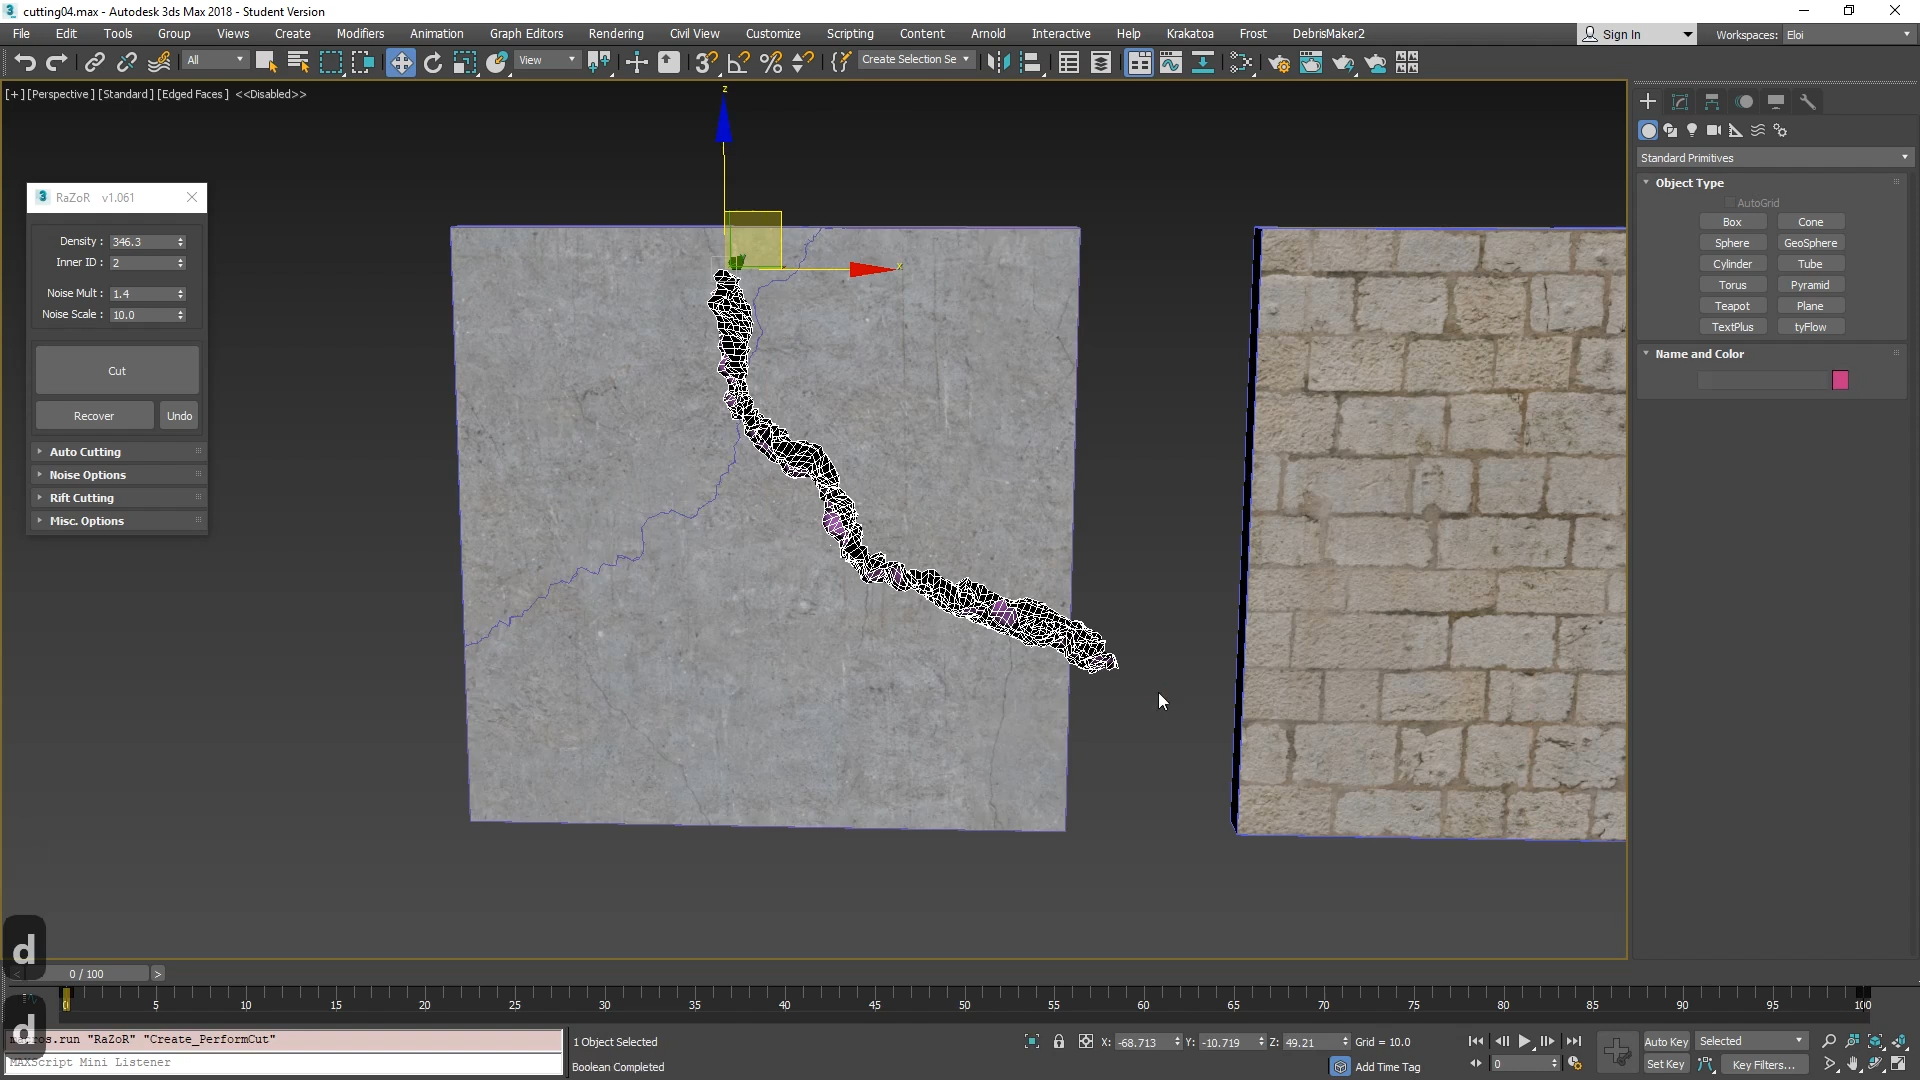 cutting04.max - Autodesk 3ds Max 2018 - Student Version
File Edit Tools Group Views Create Modifiers Animation Graph Editors Rendering Civil View Customize Scripting Content Arnold Interactive Help Krakatoa Frost DebrisMaker2 Sign In Workspaces: Eloi
All View Create Selection Se
[+] [Perspective] [Standard] [Edged Faces] <<Disabled>>
z
x
RaZoR v1.061
Density: 346.3
Inner ID: 2
Noise Mult: 1.4
Noise Scale: 10.0
Cut
Recover Undo
Auto Cutting
Noise Options
Rift Cutting
Misc. Options
Standard Primitives
Object Type
AutoGrid
Box Cone
Sphere GeoSphere
Cylinder Tube
Torus Pyramid
Teapot Plane
TextPlus tyFlow
Name and Color
d
d
< 0 / 100 >
0 5 10 15 20 25 30 35 40 45 50 55 60 65 70 75 80 85 90 95 100
ros.run "RaZoR" "Create_PerformCut"
MAXScript Mini Listener
1 Object Selected
Boolean Completed
X: -68.713 Y: -10.719 Z: 49.21 Grid = 10.0
Add Time Tag
0
Auto Key Selected
Set Key Key Filters...